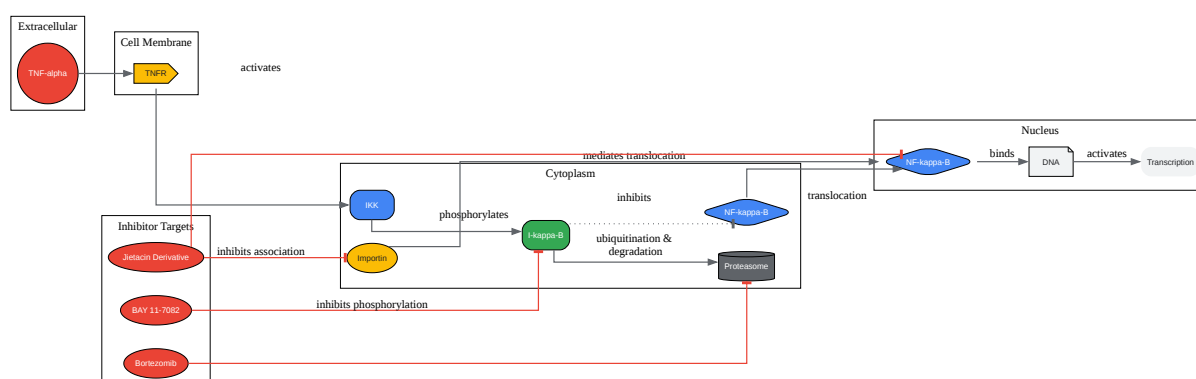 Extracellular
TNF-alpha
Cell Membrane
TNFR
activates
Nucleus
NF-kappa-B
binds
DNA
activates
Transcription
mediates translocation
Cytoplasm
IKK
phosphorylates
I-kappa-B
inhibits
NF-kappa-B
translocation
ubiquitination &
degradation
Importin
Proteasome
Inhibitor Targets
Jietacin Derivative
inhibits association
BAY 11-7082
inhibits phosphorylation
Bortezomib